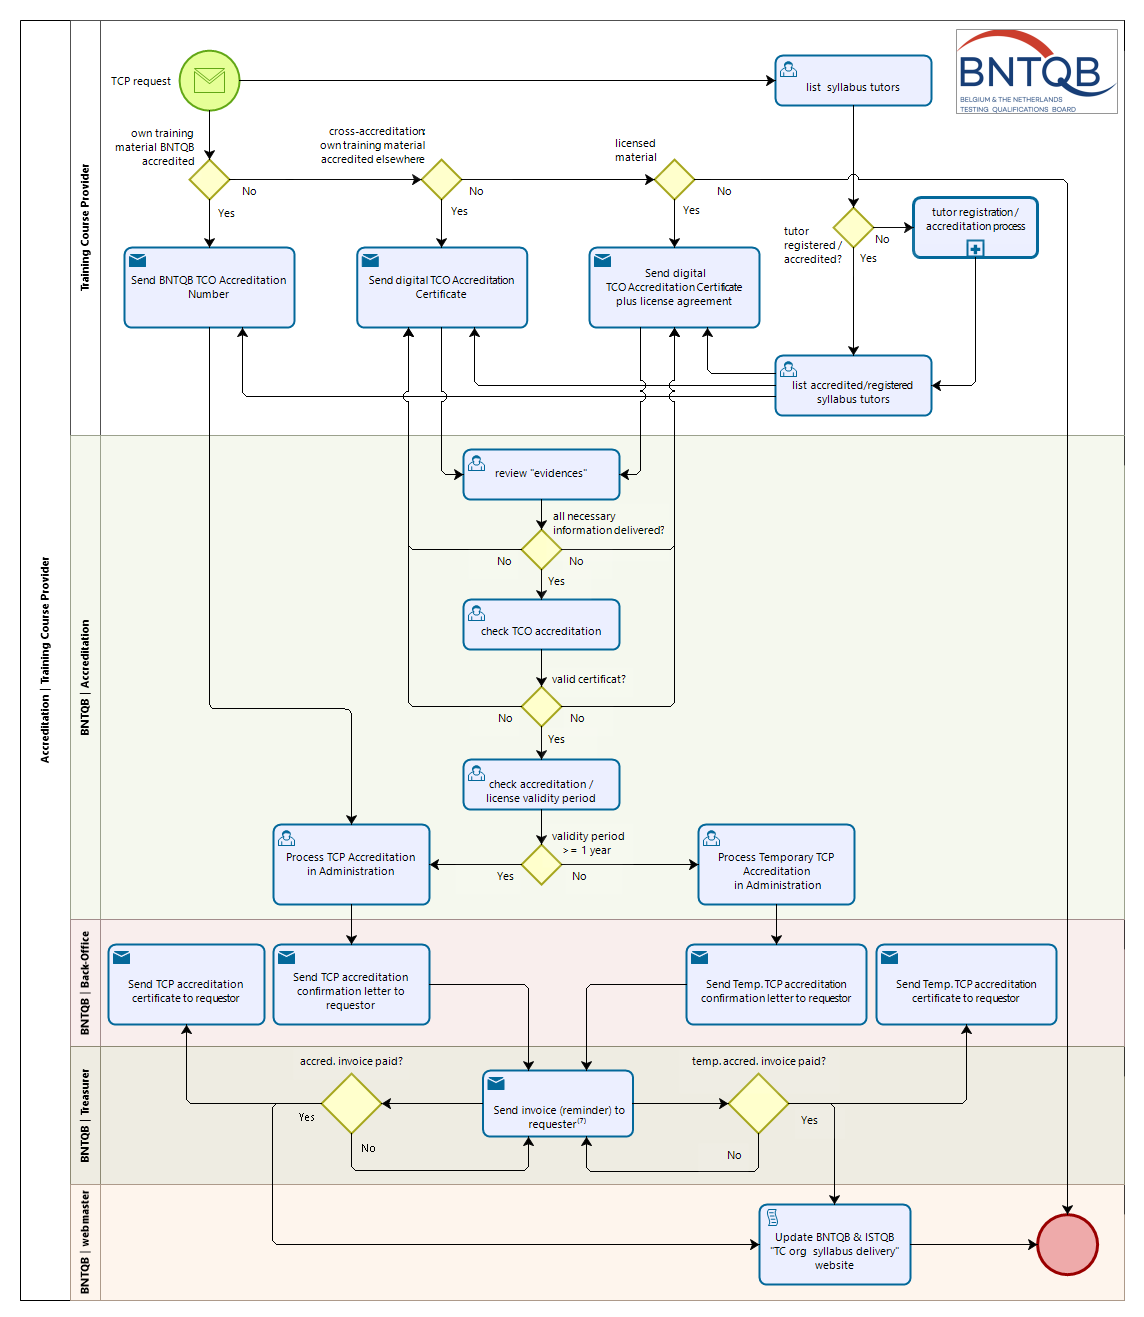 Accreditation | Training Course Provider
Training Course Provider
TCP request
list syllabus tutors
BNTQB
BELGIUM & THE NETHERLANDS
TESTING QUALIFICATIONS BOARD
own training
material BNTQB
accredited
No
Yes
cross-accreditation:
own training material
accredited elsewhere
No
Yes
licensed
material
No
Yes
tutor
registered /
accredited?
No
Yes
tutor registration /
accreditation process
Send BNTQB TCO Accreditation
Number
Send digital TCO Accreditation
Certificate
Send digital
TCO Accreditation Certificate
plus license agreement
list accredited/registered
syllabus tutors
BNTQB | Accreditation
review "evidences"
all necessary
information delivered?
No
No
Yes
check TCO accreditation
valid certificat?
No
No
Yes
check accreditation /
license validity period
validity period
>= 1 year
Yes
No
Process TCP Accreditation
in Administration
Process Temporary TCP
Accreditation
in Administration
BNTQB | Back-Office
Send TCP accreditation
certificate to requestor
Send TCP accreditation
confirmation letter to
requestor
Send Temp. TCP accreditation
confirmation letter to requestor
Send Temp. TCP accreditation
certificate to requestor
BNTQB | Treasurer
accred. invoice paid?
Yes
No
Send invoice (reminder) to
requester(7)
temp. accred. invoice paid?
Yes
No
BNTQB | webmaster
Update BNTQB & ISTQB
"TC org syllabus delivery"
website